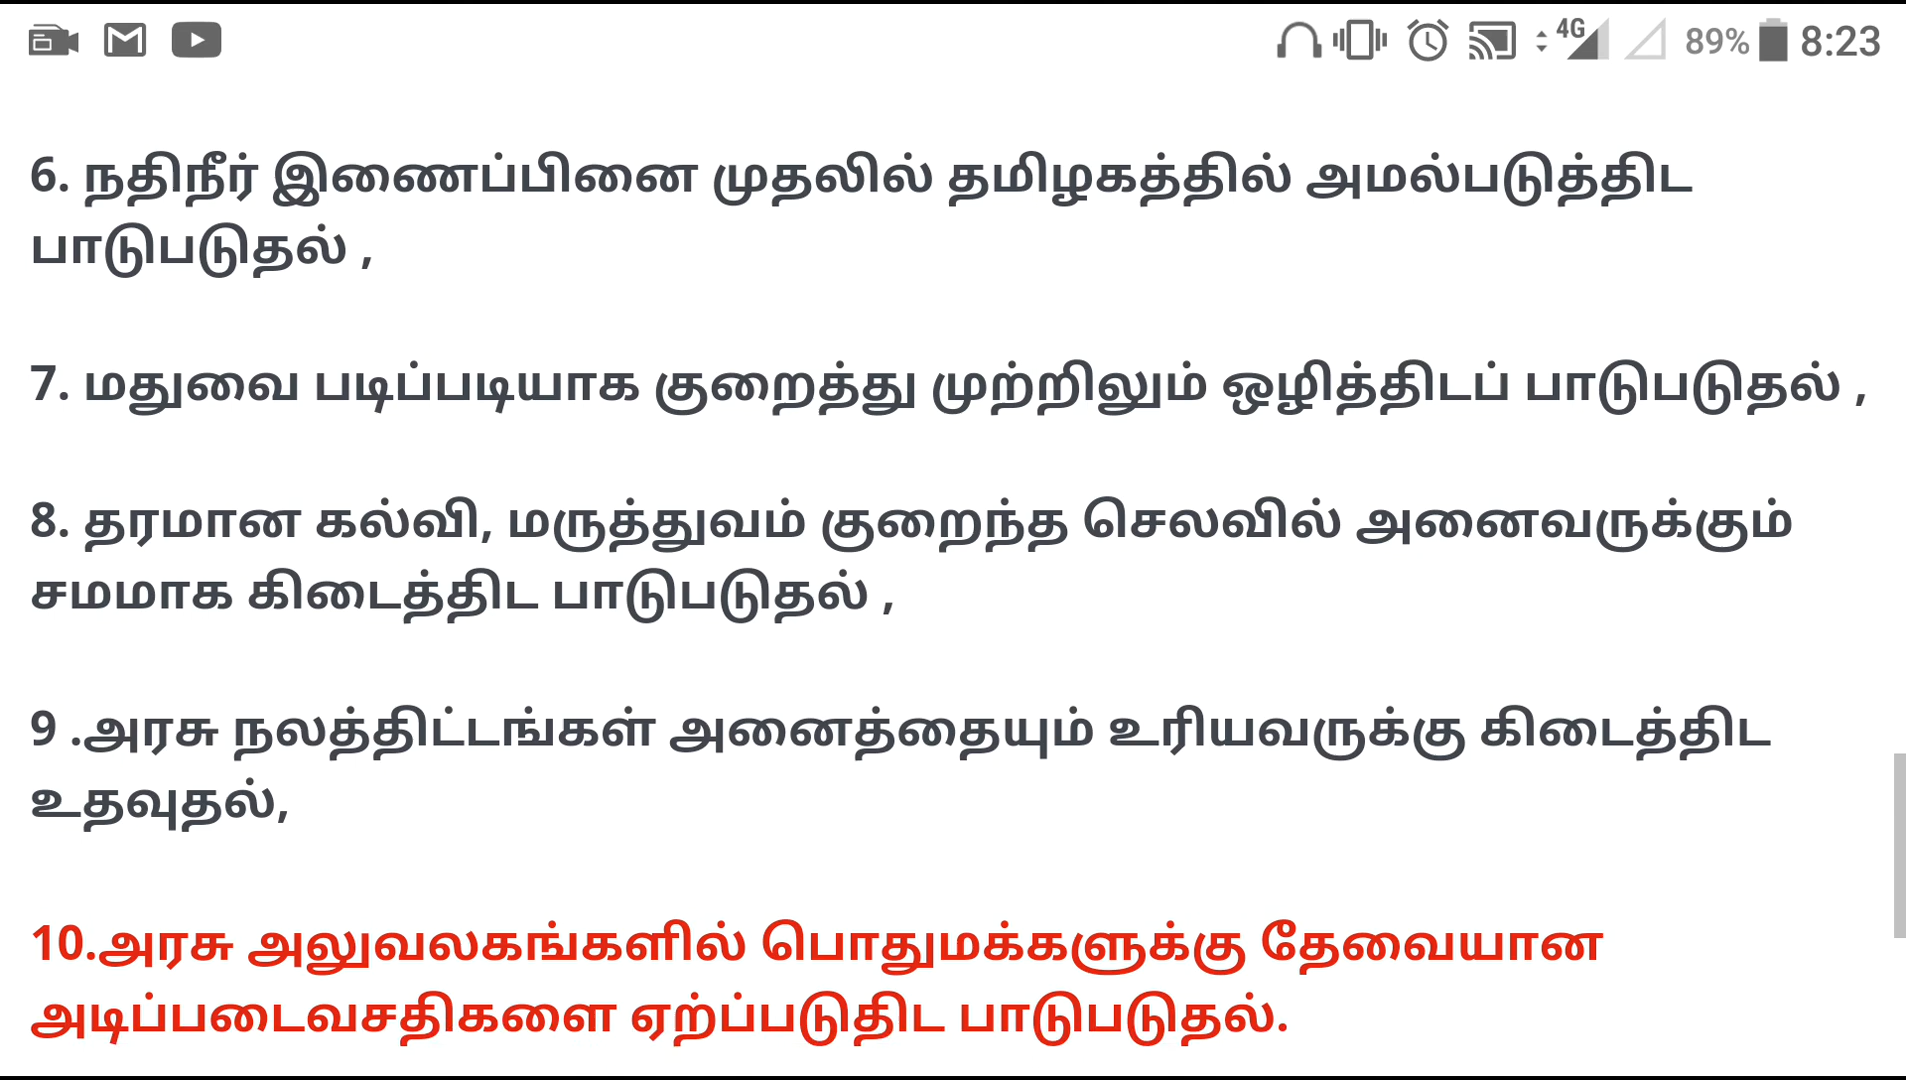 4G 89% 8:23
6. நதிநீர் இணைப்பினை முதலில் தமிழகத்தில் அமல்படுத்திட
பாடுபடுதல் ,
7. மதுவை படிப்படியாக குறைத்து முற்றிலும் ஒழித்திடப் பாடுபடுதல் ,
8. தரமான கல்வி, மருத்துவம் குறைந்த செலவில் அனைவருக்கும்
சமமாக கிடைத்திட பாடுபடுதல் ,
9 .அரசு நலத்திட்டங்கள் அனைத்தையும் உரியவருக்கு கிடைத்திட
உதவுதல்,
10.அரசு அலுவலகங்களில் பொதுமக்களுக்கு தேவையான
அடிப்படைவசதிகளை ஏற்ப்படுதிட பாடுபடுதல்.